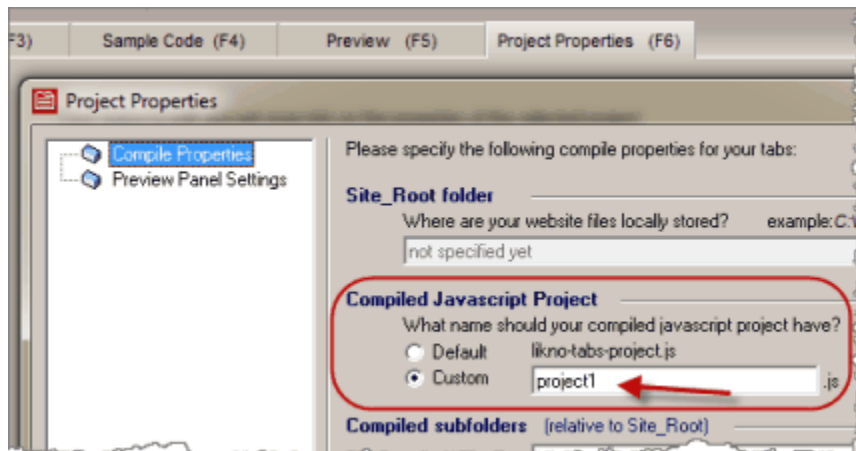 F3) Sample Code (F4) Preview (F5) Project Properties (F6)
Project Properties
Compile Properties
Preview Panel Settings
Please specify the following compile properties for your tabs:
Site_Root folder
Where are your website files locally stored? example:C:\
not specified yet
Compiled Javascript Project
What name should your compiled javascript project have?
Default likno-tabs-project.js
Custom project1 .js
Compiled subfolders (relative to Site_Root)